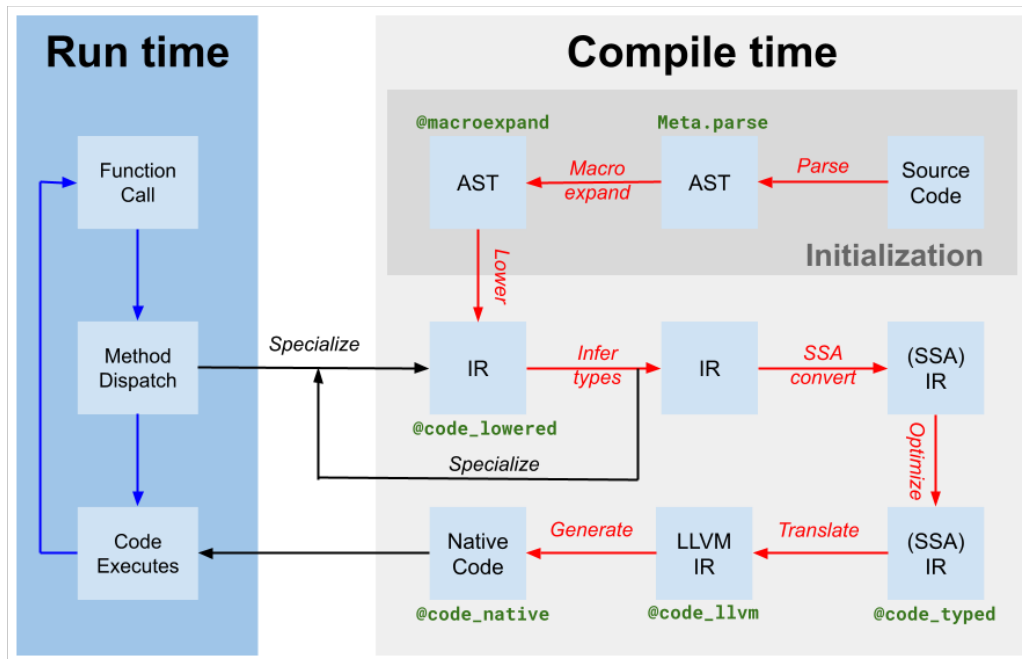 Run time
Compile time
@macroexpand
Meta.parse
Function
Call
AST
Macro
expand
AST
Parse
Source
Code
Initialization
Lower
Method
Dispatch
Specialize
IR
Infer
types
IR
SSA
convert
(SSA)
IR
@code_lowered
Specialize
Optimize
Code
Executes
Native
Code
Generate
LLVM
IR
Translate
(SSA)
IR
@code_native
@code_llvm
@code_typed